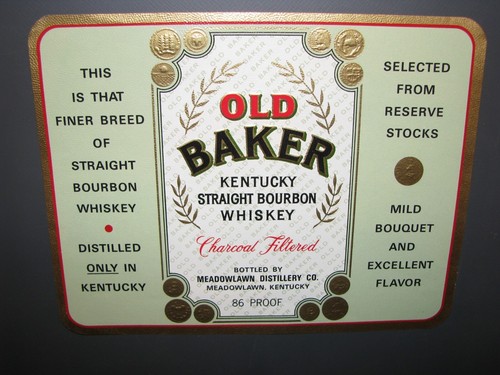 THIS
IS THAT
FINER BREED
OF
STRAIGHT
BOURBON
WHISKEY
DISTILLED
ONLY IN
KENTUCKY
OLD
BAKER
KENTUCKY
STRAIGHT BOURBON
WHISKEY
Charcoal Filtered
BOTTLED BY
MEADOWLAWN DISTILLERY CO.
MEADOWLAWN, KENTUCKY
86 PROOF
SELECTED
FROM
RESERVE
STOCKS
MILD
BOUQUET
AND
EXCELLENT
FLAVOR